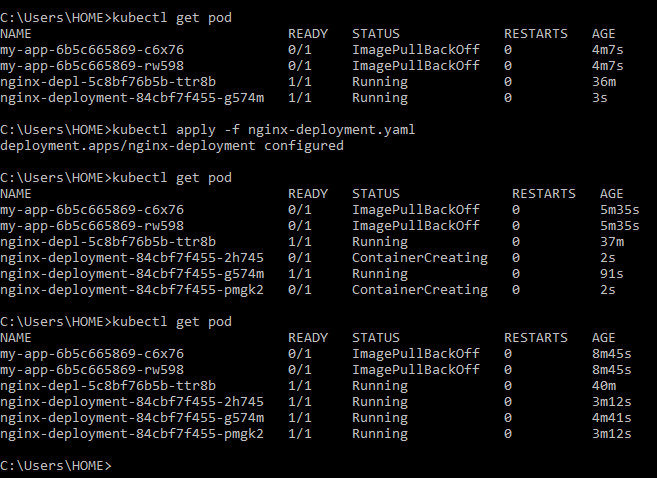 C:\Users\HOME>kubectl get pod
NAME READY STATUS RESTARTS AGE
my-app-6b5c665869-c6x76 0/1 ImagePullBackOff 0 4m7s
my-app-6b5c665869-rw598 0/1 ImagePullBackOff 0 4m7s
nginx-depl-5c8bf76b5b-ttr8b 1/1 Running 0 36m
nginx-deployment-84cbf7f455-g574m 1/1 Running 0 3s
C:\Users\HOME>kubectl apply -f nginx-deployment.yaml
deployment.apps/nginx-deployment configured
C:\Users\HOME>kubectl get pod
NAME READY STATUS RESTARTS AGE
my-app-6b5c665869-c6x76 0/1 ImagePullBackOff 0 5m35s
my-app-6b5c665869-rw598 0/1 ImagePullBackOff 0 5m35s
nginx-depl-5c8bf76b5b-ttr8b 1/1 Running 0 37m
nginx-deployment-84cbf7f455-2h745 0/1 ContainerCreating 0 2s
nginx-deployment-84cbf7f455-g574m 1/1 Running 0 91s
nginx-deployment-84cbf7f455-pmgk2 0/1 ContainerCreating 0 2s
C:\Users\HOME>kubectl get pod
NAME READY STATUS RESTARTS AGE
my-app-6b5c665869-c6x76 0/1 ImagePullBackOff 0 8m45s
my-app-6b5c665869-rw598 0/1 ImagePullBackOff 0 8m45s
nginx-depl-5c8bf76b5b-ttr8b 1/1 Running 0 40m
nginx-deployment-84cbf7f455-2h745 1/1 Running 0 3m12s
nginx-deployment-84cbf7f455-g574m 1/1 Running 0 4m41s
nginx-deployment-84cbf7f455-pmgk2 1/1 Running 0 3m12s
C:\Users\HOME>